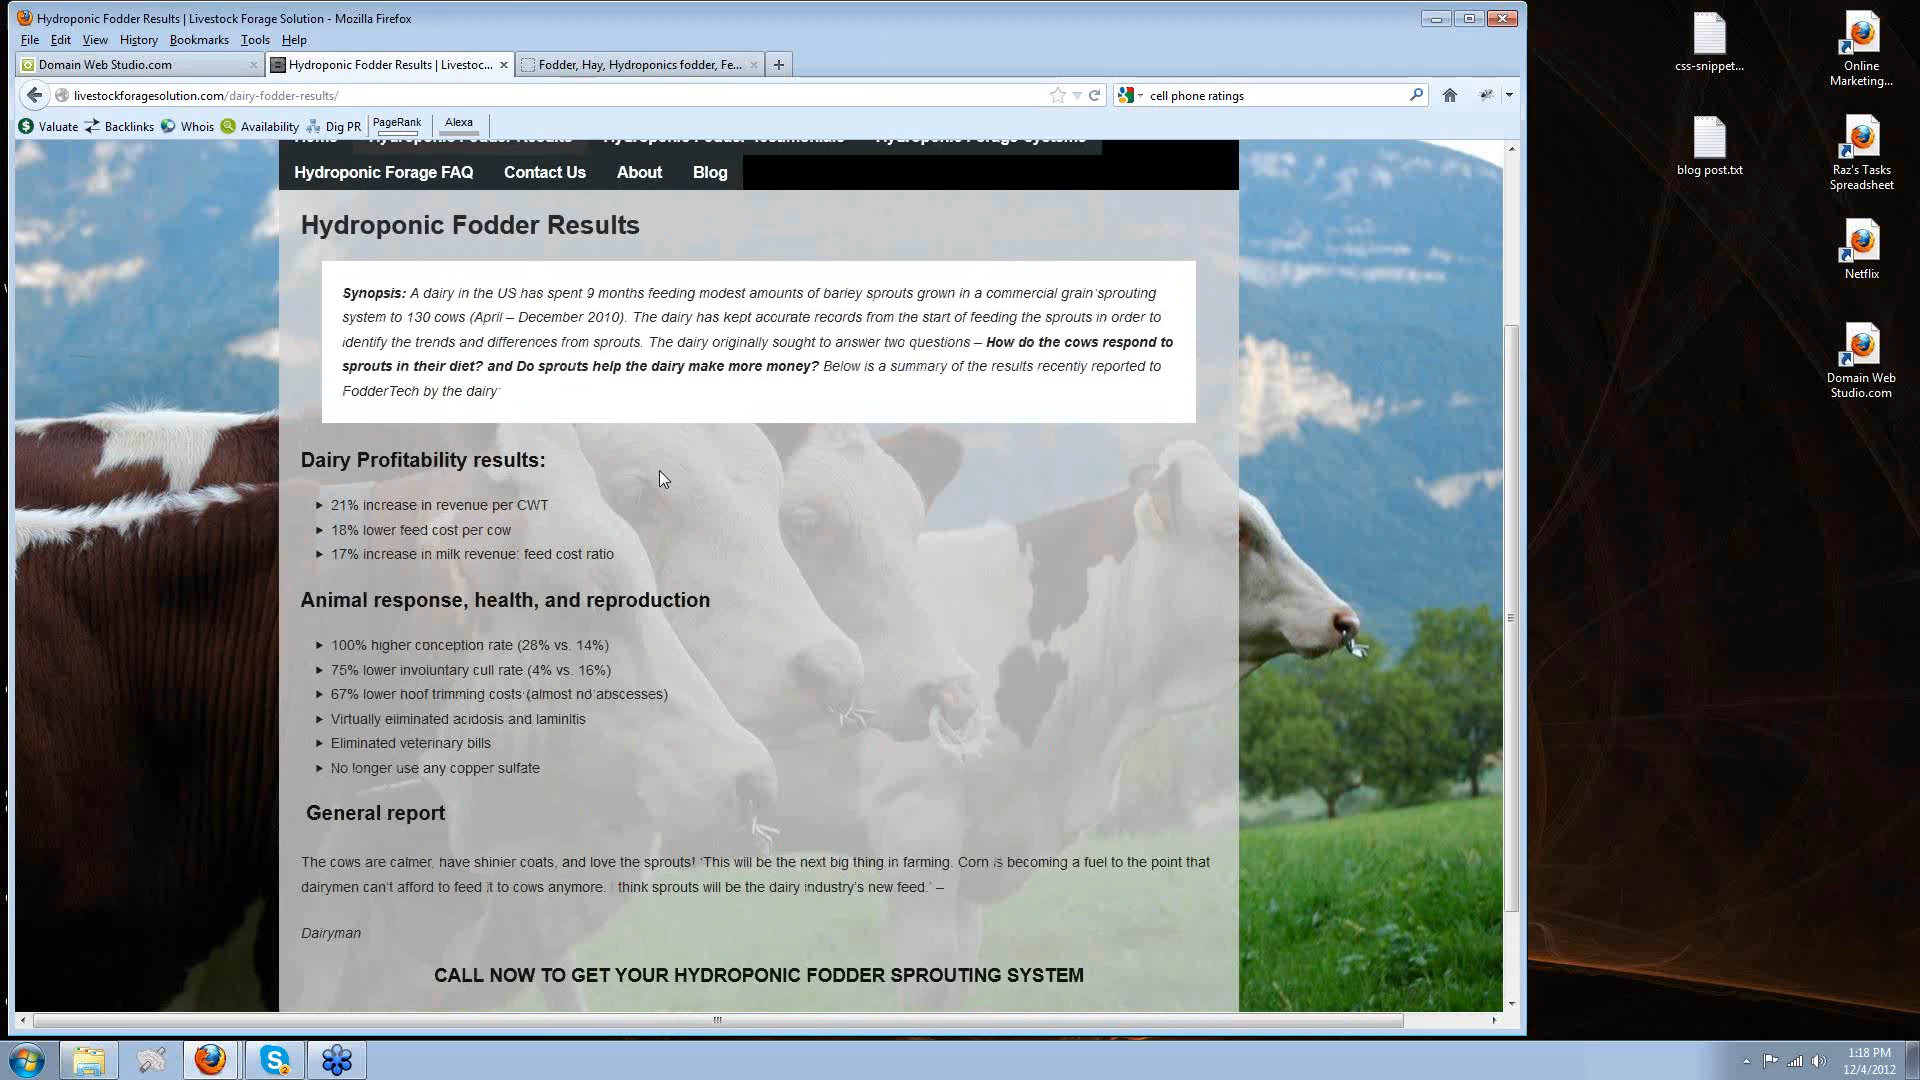 Hydroponic Fodder Results | Livestock Forage Solution - Mozilla Firefox
File Edit View History Bookmarks Tools Help
Domain Web Studio.com
Hydroponic Fodder Results | Livestoc...
Fodder, Hay, Hydroponics fodder, Fe...
livestockforagesolution.com/dairy-fodder-results/
cell phone ratings
Valuate Backlinks Whois Availability Dig PR PageRank Alexa
Hydroponic Forage FAQ Contact Us About Blog
Hydroponic Fodder Results
Synopsis: A dairy in the US has spent 9 months feeding modest amounts of barley sprouts grown in a commercial grain sprouting
system to 130 cows (April – December 2010). The dairy has kept accurate records from the start of feeding the sprouts in order to
identify the trends and differences from sprouts. The dairy originally sought to answer two questions – How do the cows respond to
sprouts in their diet? and Do sprouts help the dairy make more money? Below is a summary of the results recently reported to
FodderTech by the dairy
Dairy Profitability results:
21% increase in revenue per CWT
18% lower feed cost per cow
17% increase in milk revenue: feed cost ratio
Animal response, health, and reproduction
100% higher conception rate (28% vs. 14%)
75% lower involuntary cull rate (4% vs. 16%)
67% lower hoof trimming costs (almost no abscesses)
Virtually eliminated acidosis and laminitis
Eliminated veterinary bills
No longer use any copper sulfate
General report
The cows are calmer, have shinier coats, and love the sprouts! 'This will be the next big thing in farming. Corn is becoming a fuel to the point that
dairymen can't afford to feed it to cows anymore. I think sprouts will be the dairy industry's new feed.' –
Dairyman
CALL NOW TO GET YOUR HYDROPONIC FODDER SPROUTING SYSTEM
css-snippet...
Online
Marketing...
blog post.txt
Raz's Tasks
Spreadsheet
Netflix
Domain Web
Studio.com
1:18 PM
12/4/2012